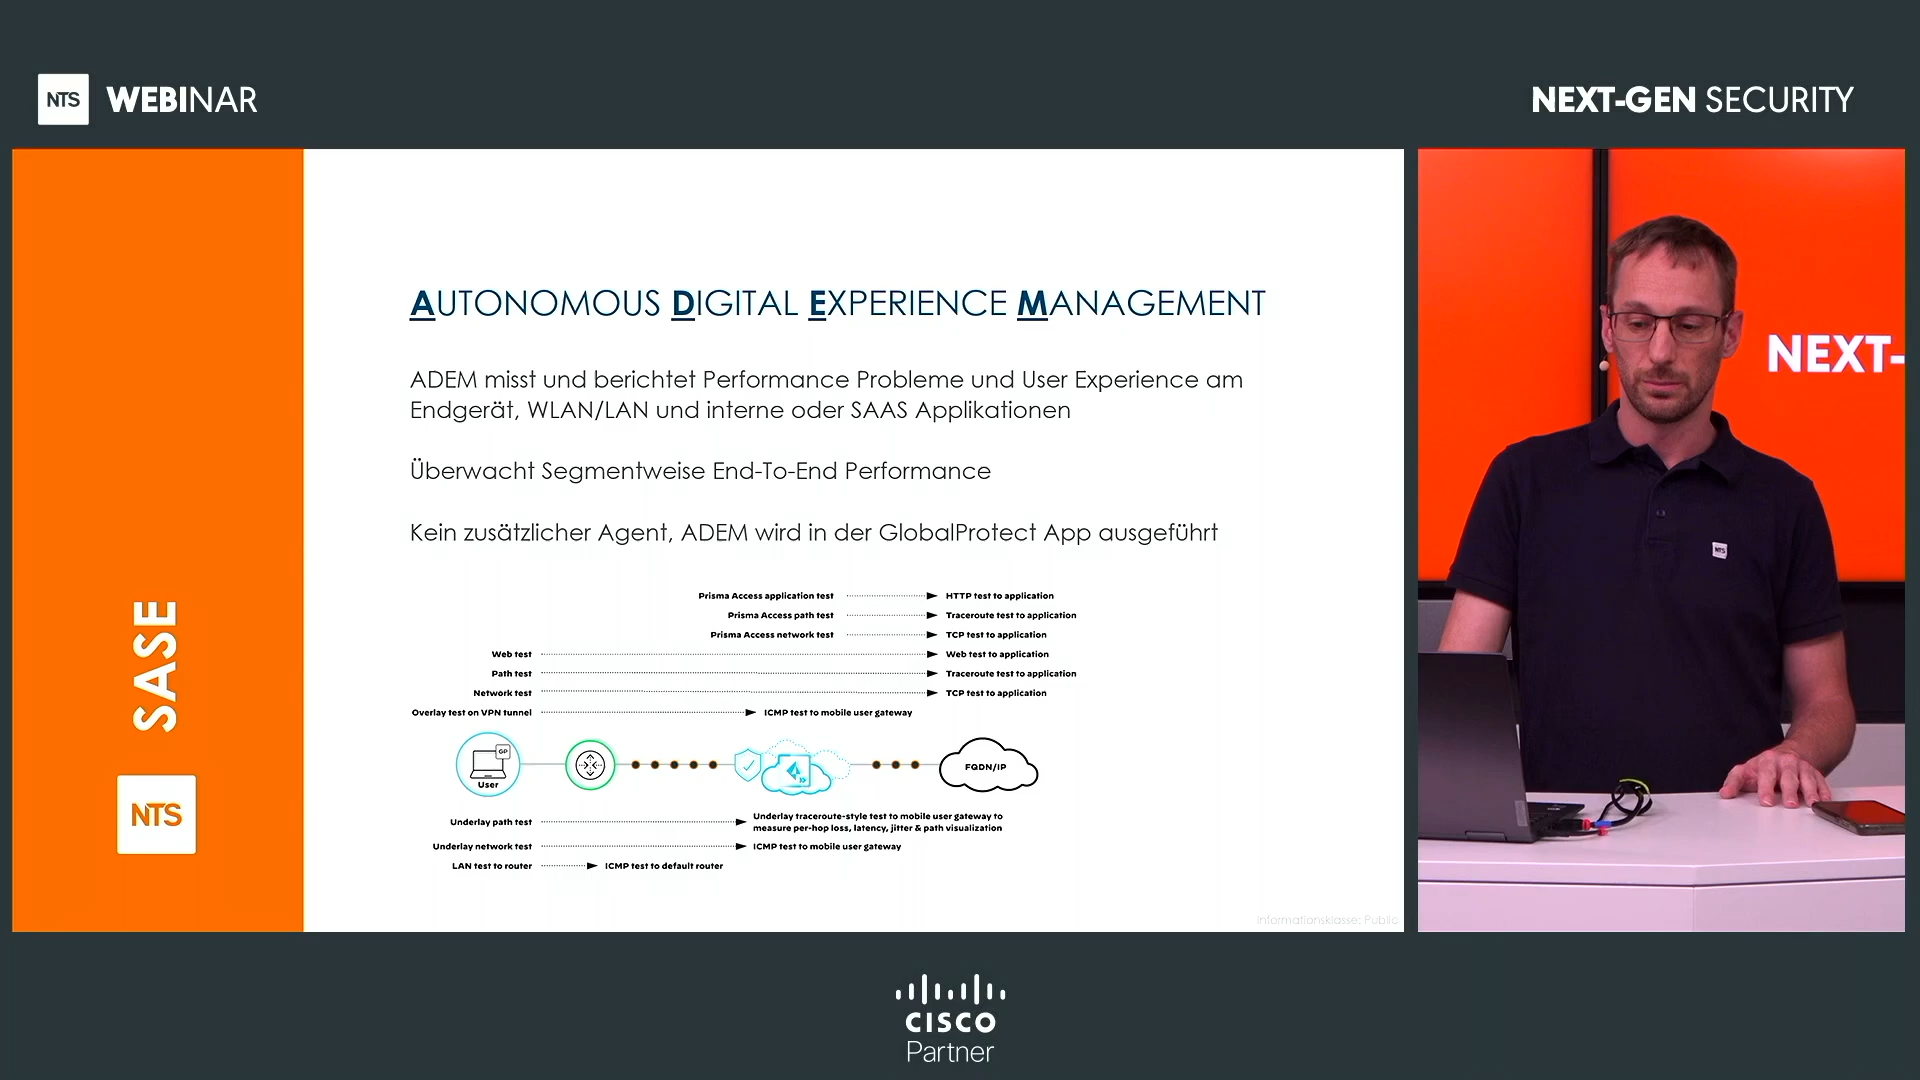 NTS WEBINAR
NEXT-GEN SECURITY
SASE
NTS
AUTONOMOUS DIGITAL EXPERIENCE MANAGEMENT
ADEM misst und berichtet Performance Probleme und User Experience am
Endgerät, WLAN/LAN und interne oder SAAS Applikationen
Überwacht Segmentweise End-To-End Performance
Kein zusätzlicher Agent, ADEM wird in der GlobalProtect App ausgeführt
Prisma Access application test HTTP test to application
Prisma Access path test Traceroute test to application
Prisma Access network test TCP test to application
Web test Web test to application
Path test Traceroute test to application
Network test TCP test to application
Overlay test on VPN tunnel ICMP test to mobile user gateway
GP
User
FQDN/IP
Underlay path test Underlay traceroute-style test to mobile user gateway to
measure per-hop loss, latency, jitter & path visualization
Underlay network test ICMP test to mobile user gateway
LAN test to router ICMP test to default router
Informationsklasse: Public
NEXT-
NTS
CISCO
Partner